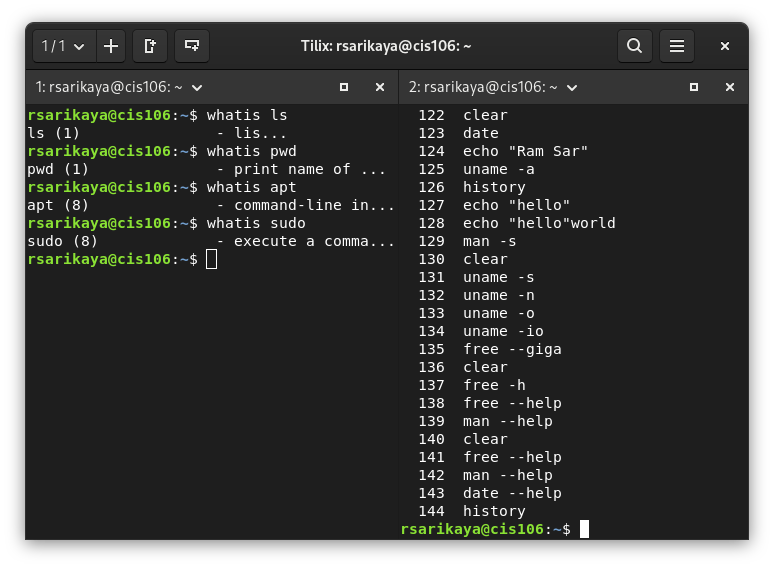 1 / 1
Tilix: rsarikaya@cis106: ~
1: rsarikaya@cis106: ~
rsarikaya@cis106:~$ whatis ls
ls (1)               - lis...
rsarikaya@cis106:~$ whatis pwd
pwd (1)              - print name of ...
rsarikaya@cis106:~$ whatis apt
apt (8)              - command-line in...
rsarikaya@cis106:~$ whatis sudo
sudo (8)             - execute a comma...
rsarikaya@cis106:~$
2: rsarikaya@cis106: ~
122  clear
123  date
124  echo "Ram Sar"
125  uname -a
126  history
127  echo "hello"
128  echo "hello"world
129  man -s
130  clear
131  uname -s
132  uname -n
133  uname -o
134  uname -io
135  free --giga
136  clear
137  free -h
138  free --help
139  man --help
140  clear
141  free --help
142  man --help
143  date --help
144  history
rsarikaya@cis106:~$